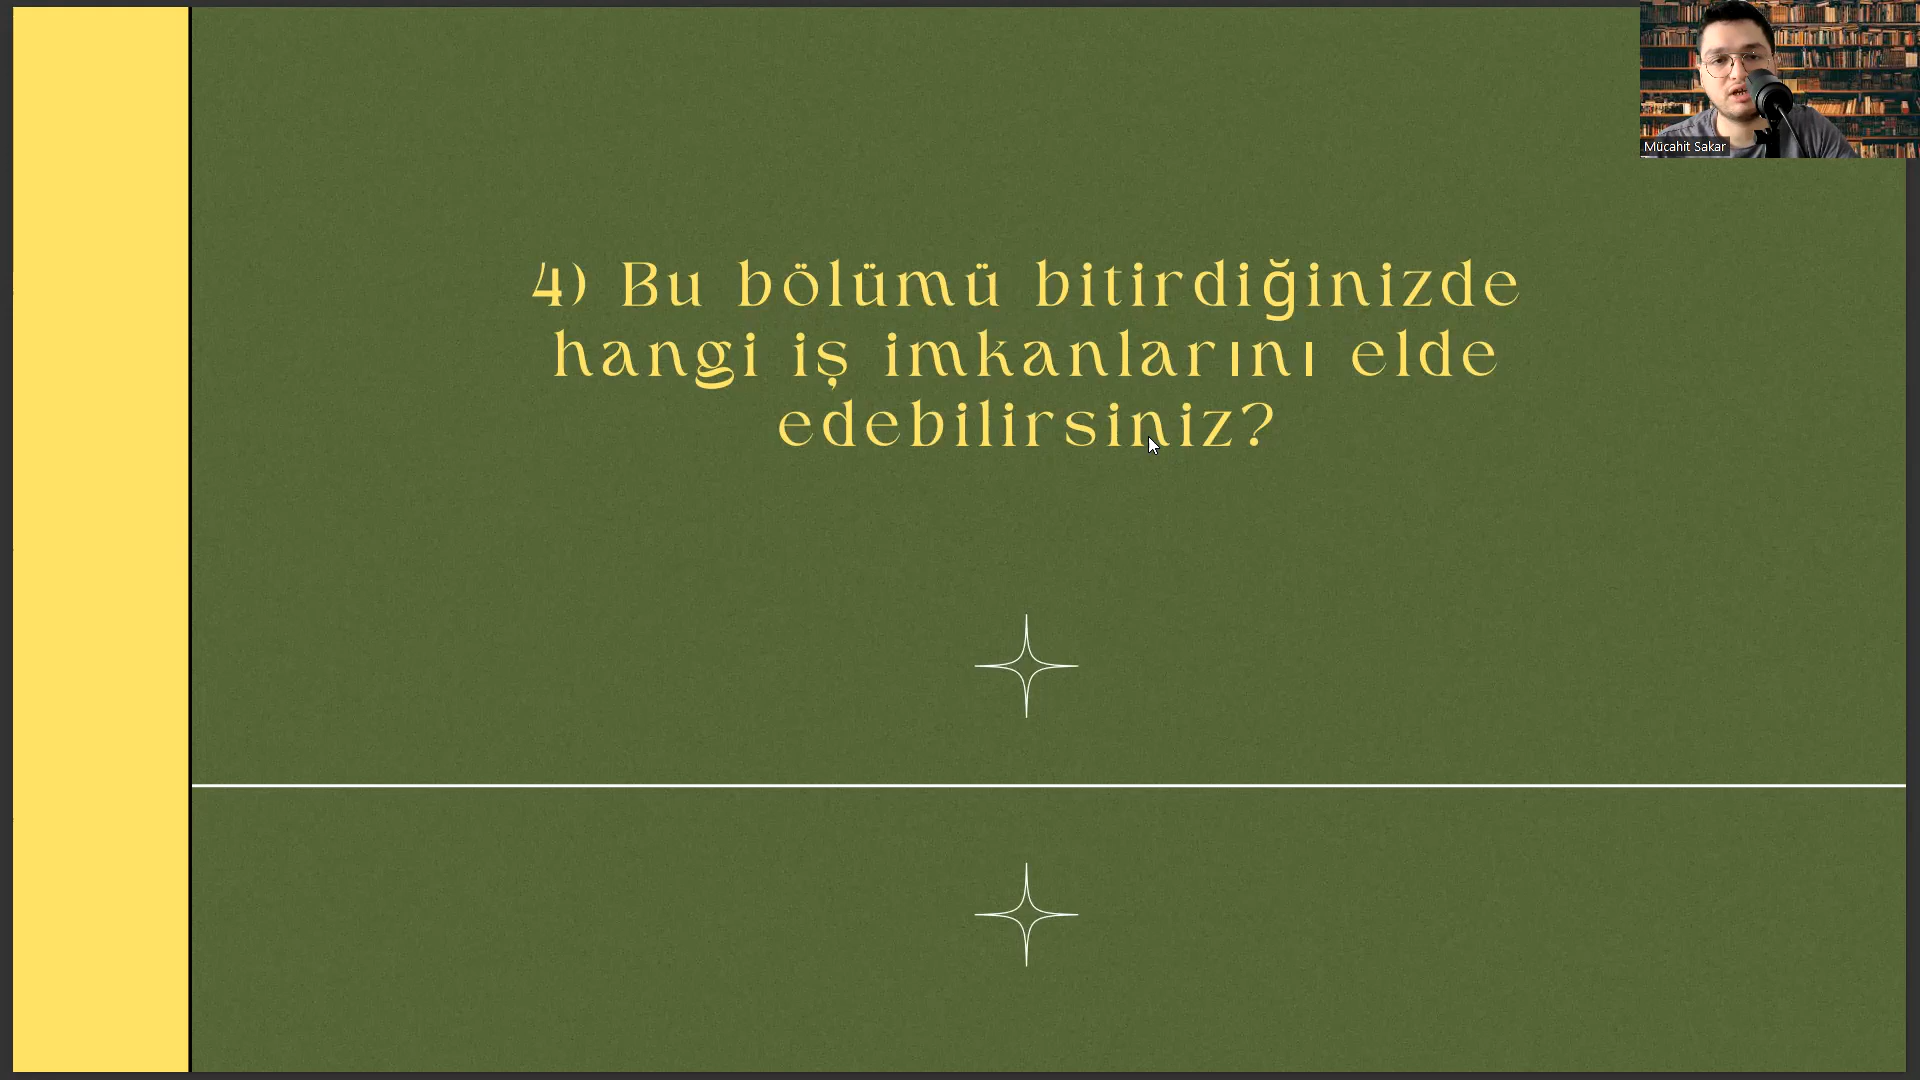 Mücahit Sakar
4) Bu bölümü bitirdiğinizde
hangi iş imkanlarını elde
edebilirsiniz?